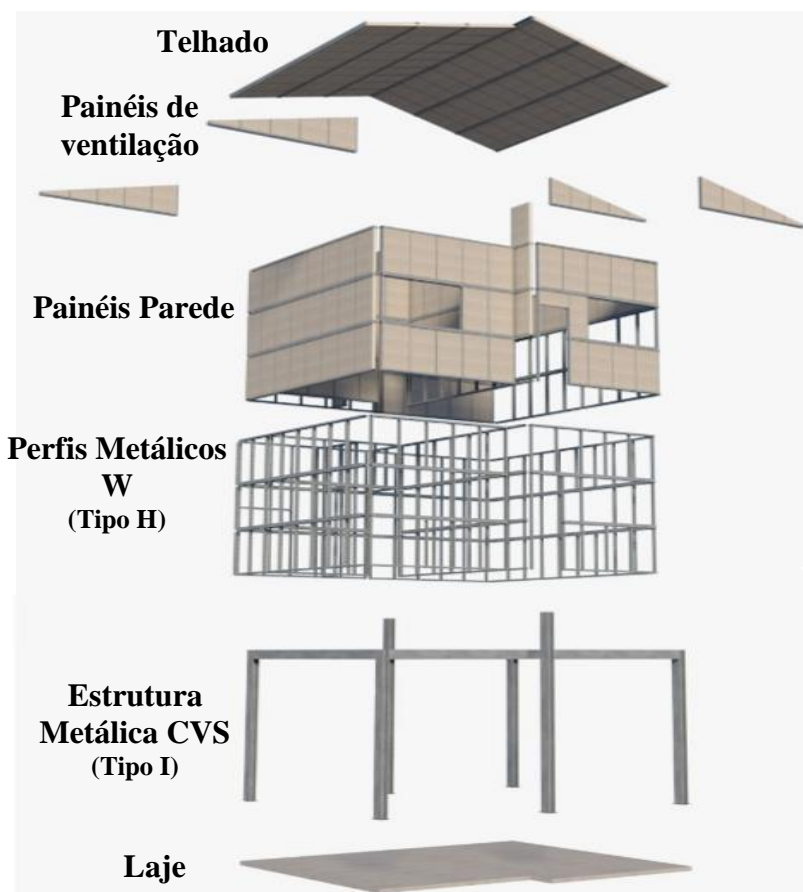 Telhado
Painéis de
ventilação
Painéis Parede
Perfis Metálicos
W
(Tipo H)
Estrutura
Metálica CVS
(Tipo I)
Laje